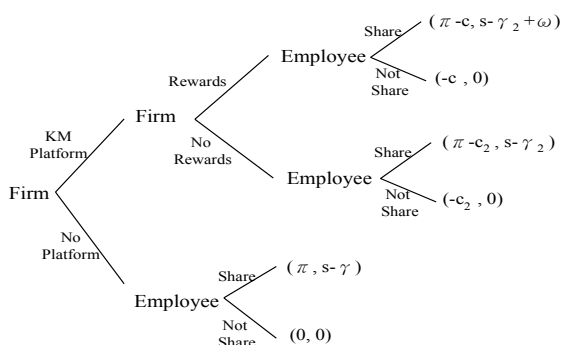 Share
(π-c, s-γ₂+ω)
Employee
Rewards
Not
Share
(-c , 0)
Firm
KM
Platform
No
Rewards
Share
(π-c₂ , s-γ₂)
Employee
Not
Share
(-c₂ , 0)
Firm
No
Platform
Share
(π, s-γ)
Employee
Not
Share
(0, 0)